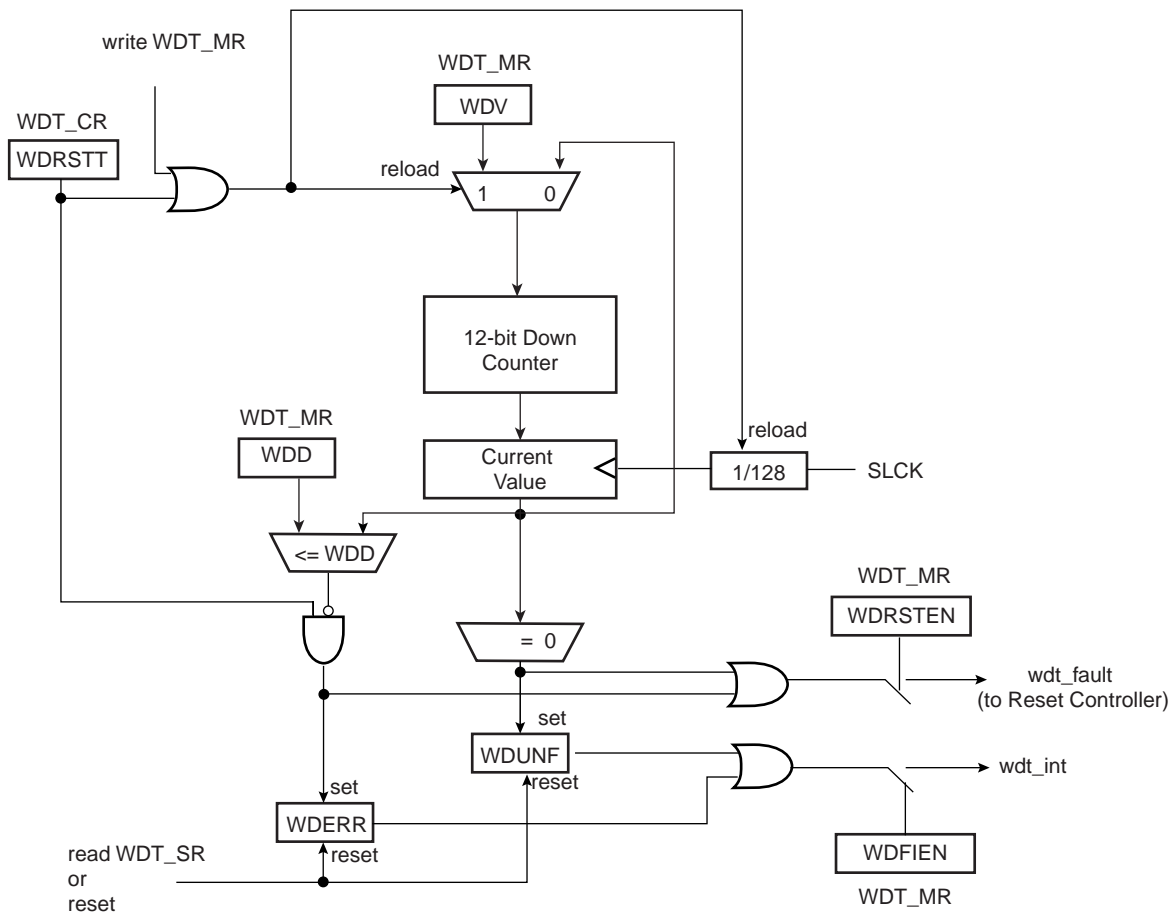 write WDT_MR
WDT_MR
WDV
WDT_CR
WDRSTT
reload
1 0
12-bit Down
Counter
WDT_MR
WDD
reload
Current
Value
1/128
SLCK
<= WDD
WDT_MR
WDRSTEN
= 0
wdt_fault
(to Reset Controller)
set
WDUNF
reset
wdt_int
set
WDERR
reset
WDFIEN
WDT_MR
read WDT_SR
or
reset